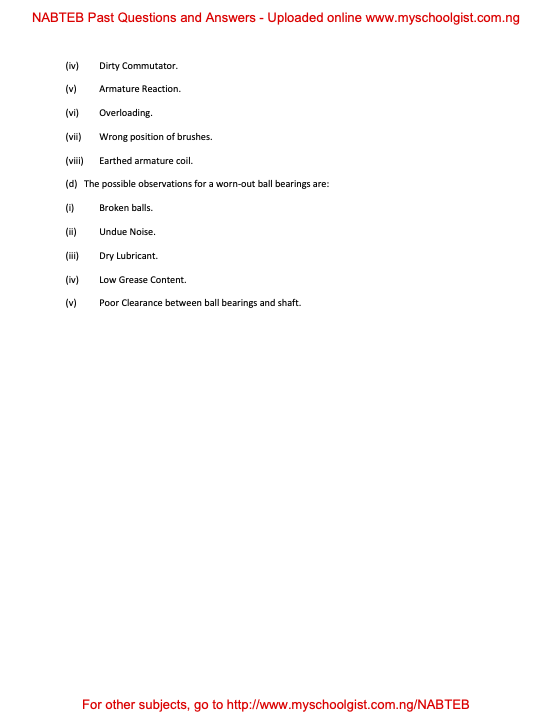 NABTEB Past Questions and Answers - Uploaded online www.myschoolgist.com.ng
(iv) Dirty Commutator.
(v) Armature Reaction.
(vi) Overloading.
(vii) Wrong position of brushes.
(viii) Earthed armature coil.
(d) The possible observations for a worn-out ball bearings are:
(i) Broken balls.
(ii) Undue Noise.
(iii) Dry Lubricant.
(iv) Low Grease Content.
(v) Poor Clearance between ball bearings and shaft.
For other subjects, go to http://www.myschoolgist.com.ng/NABTEB